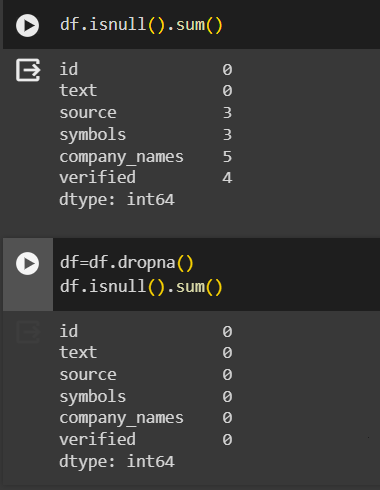 df.isnull().sum()
id 0
text 0
source 3
symbols 3
company_names 5
verified 4
dtype: int64
df=df.dropna()
df.isnull().sum()
id 0
text 0
source 0
symbols 0
company_names 0
verified 0
dtype: int64